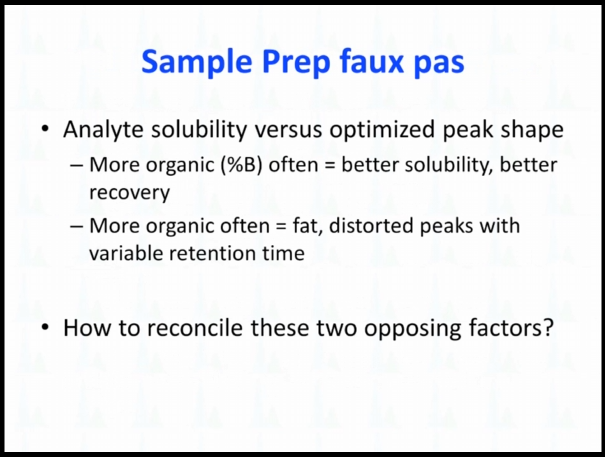 Sample Prep faux pas
• Analyte solubility versus optimized peak shape
– More organic (%B) often = better solubility, better
recovery
– More organic often = fat, distorted peaks with
variable retention time
• How to reconcile these two opposing factors?